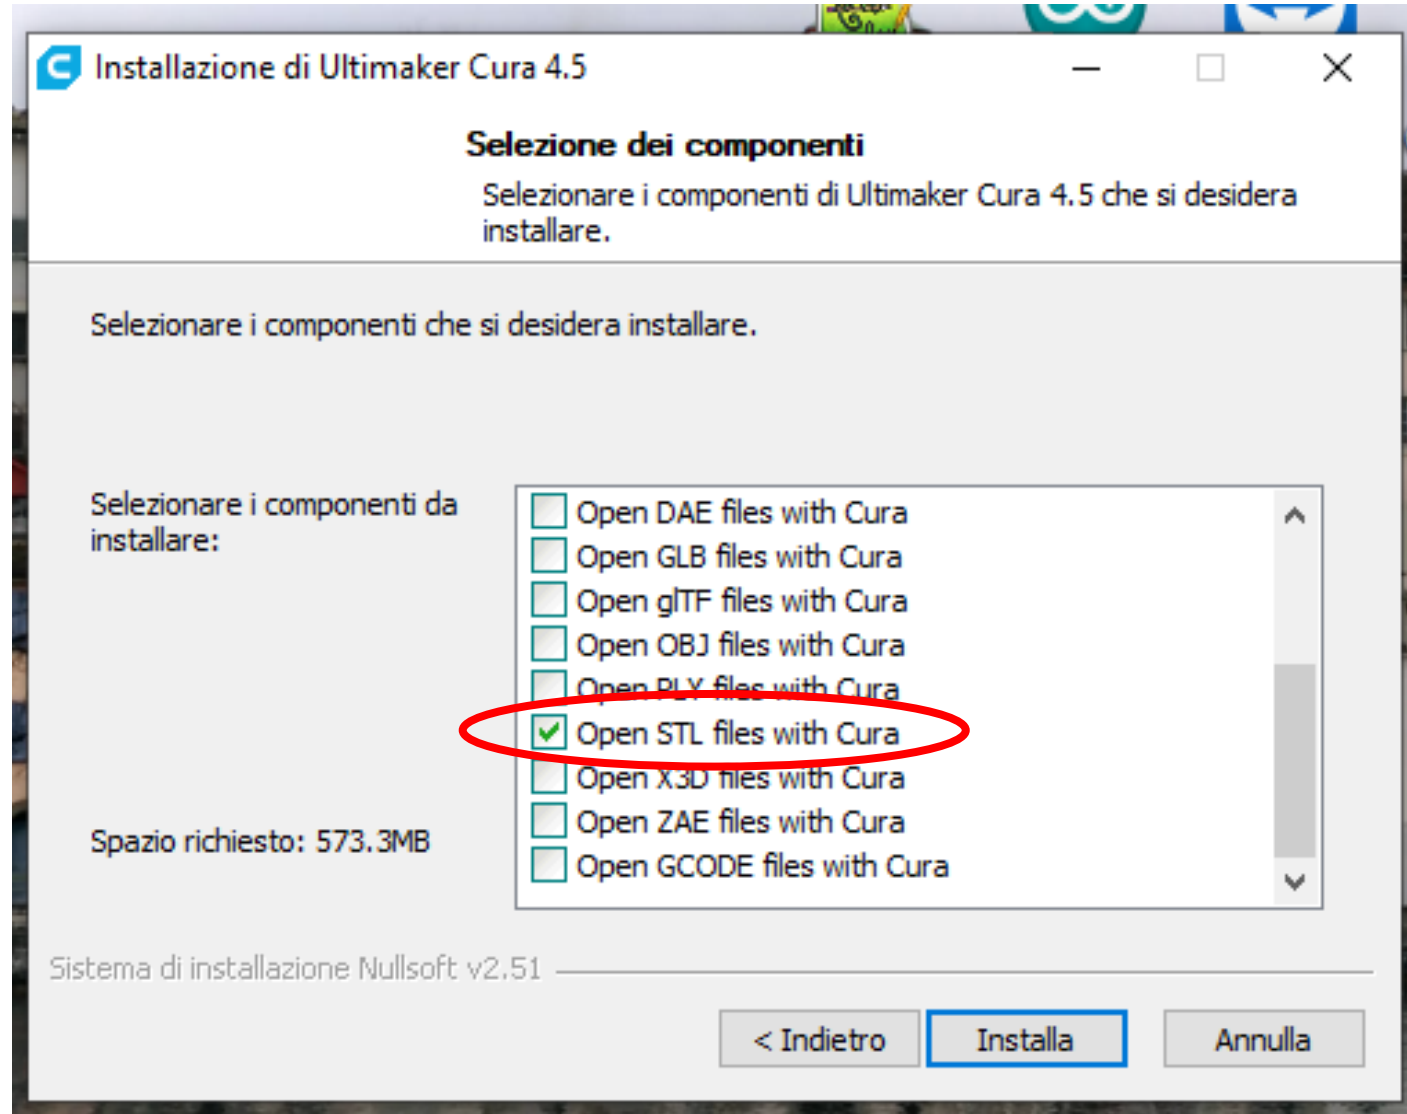 Installazione di Ultimaker Cura 4.5
Selezione dei componenti
Selezionare i componenti di Ultimaker Cura 4.5 che si desidera
installare.
Selezionare i componenti che si desidera installare.
Selezionare i componenti da
installare:
Open DAE files with Cura
Open GLB files with Cura
Open glTF files with Cura
Open OBJ files with Cura
Open PLY files with Cura
Open STL files with Cura
Open X3D files with Cura
Open ZAE files with Cura
Open GCODE files with Cura
Spazio richiesto: 573.3MB
Sistema di installazione Nullsoft v2.51
< Indietro
Installa
Annulla